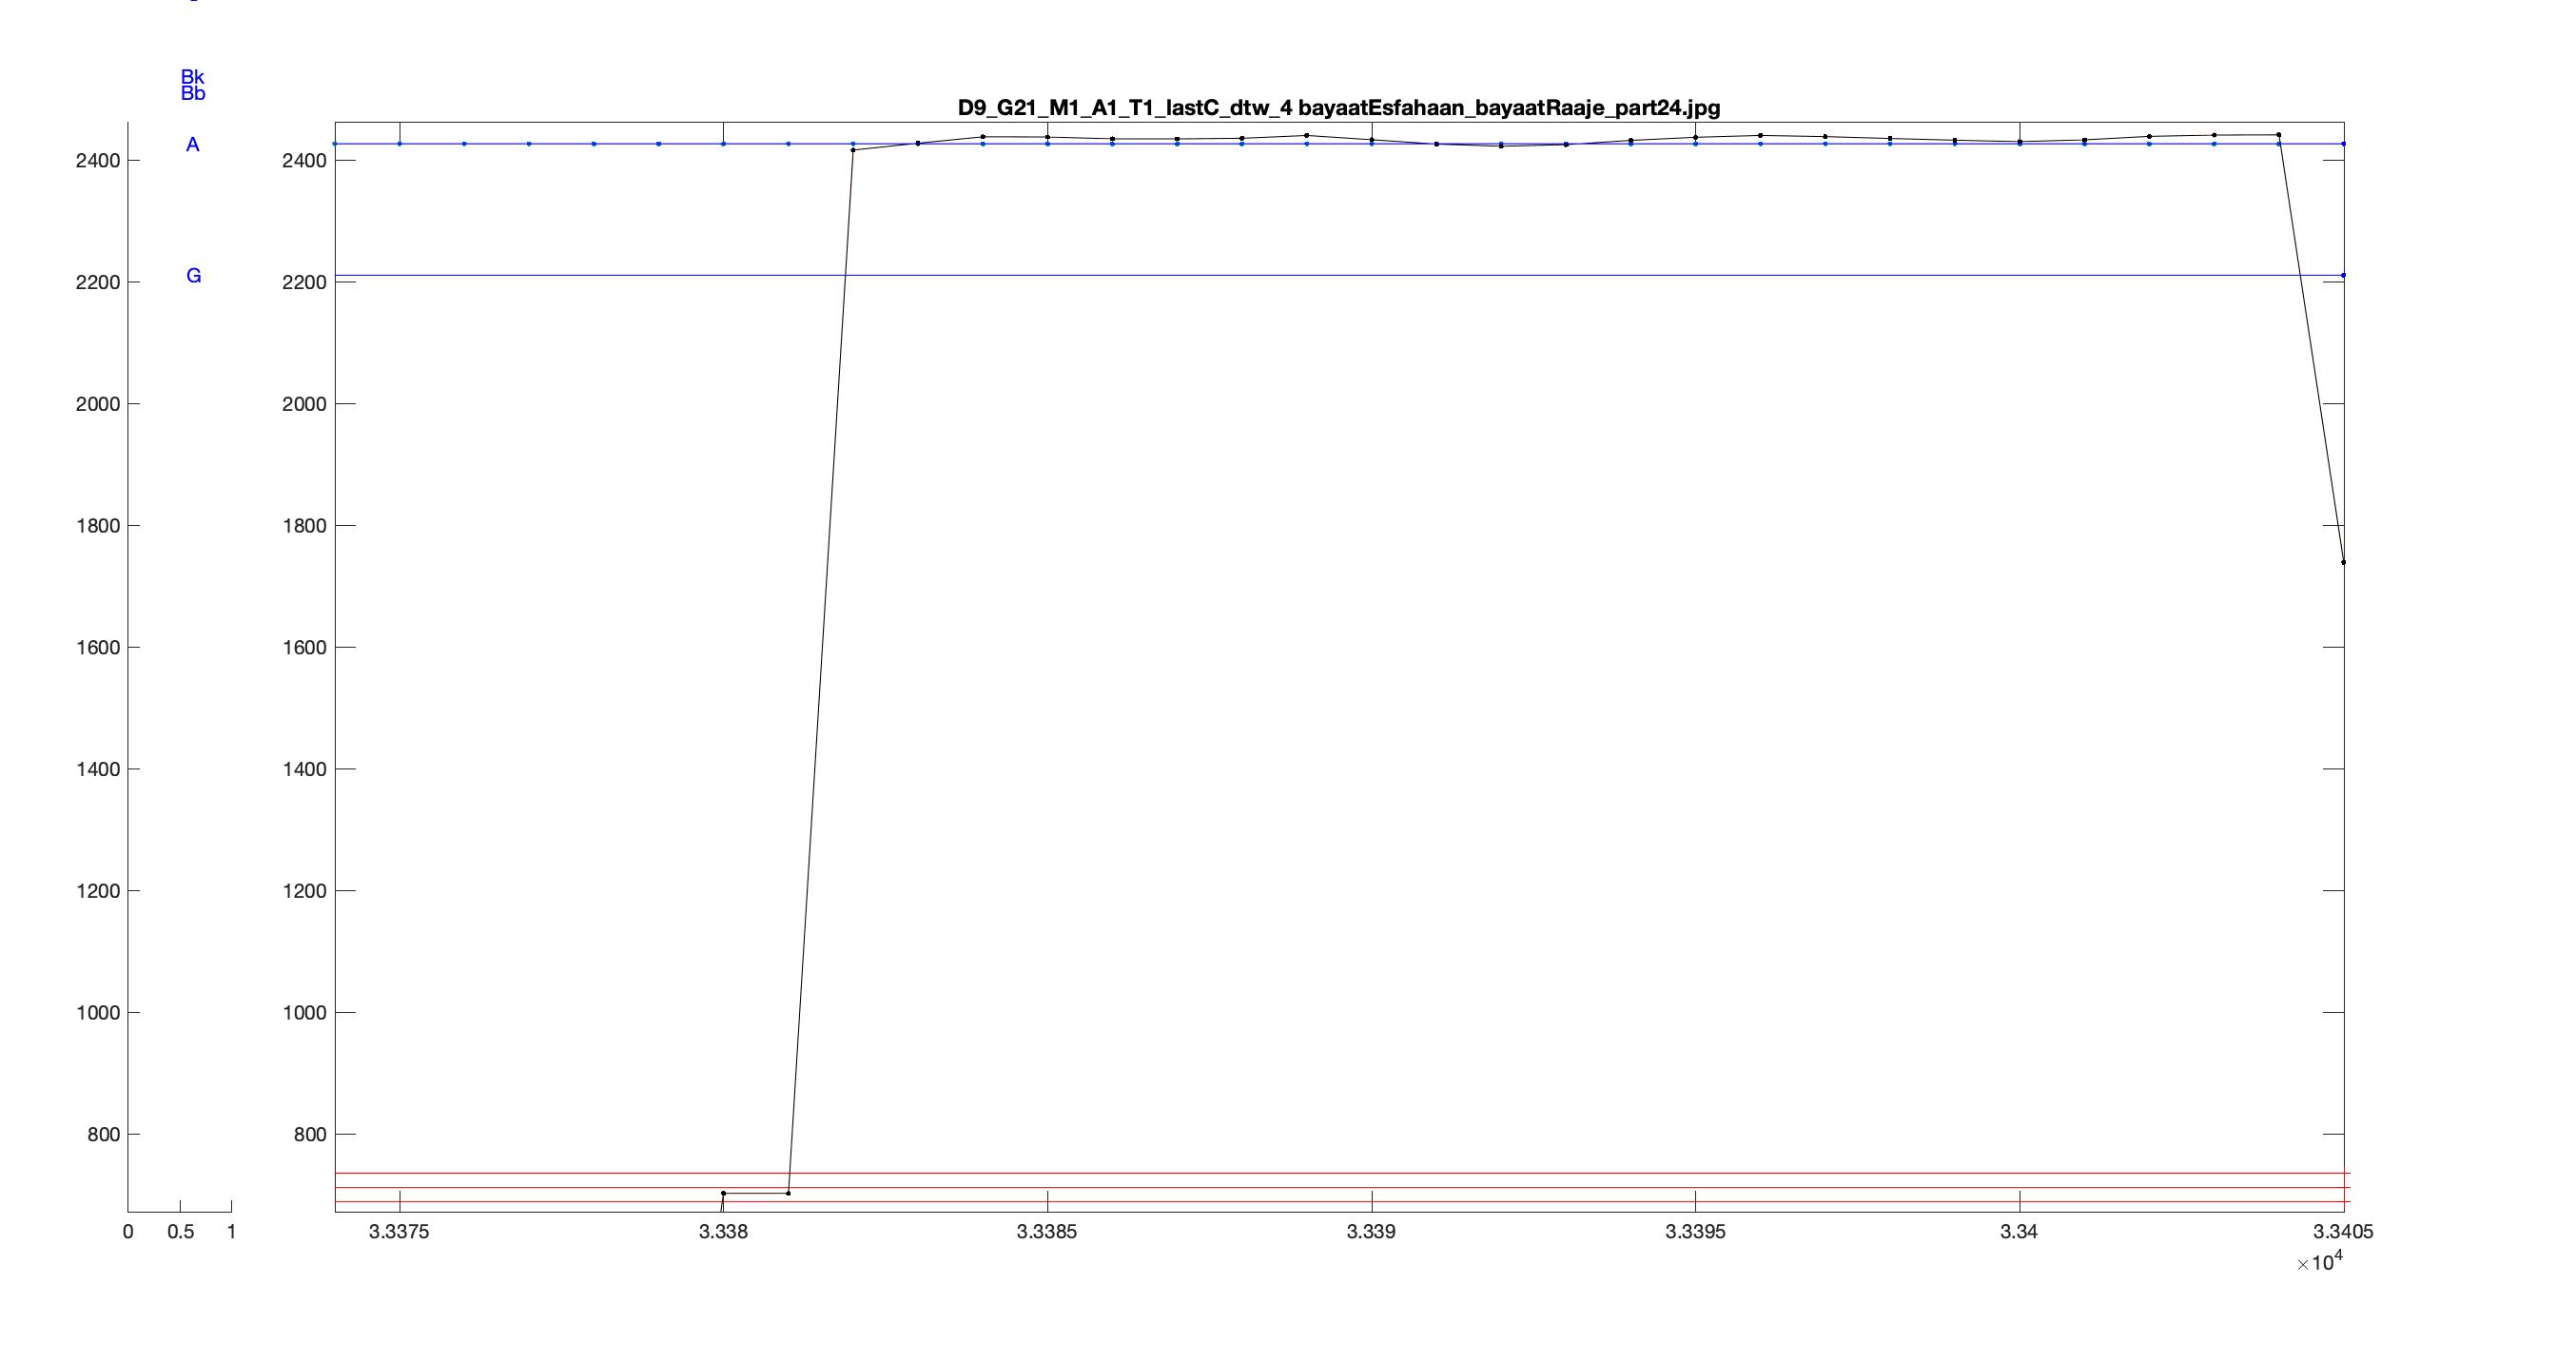 Bk
Bb
D9_G21_M1_A1_T1_lastC_dtw_4 bayaatEsfahaan_bayaatRaaje_part24.jpg
A
2400 2400
G
2200 2200
2000 2000
1800 1800
1600 1600
1400 1400
1200 1200
1000 1000
800 800
0 0.5 1 3.3375 3.338 3.3385 3.339 3.3395 3.34 3.3405
×10⁴